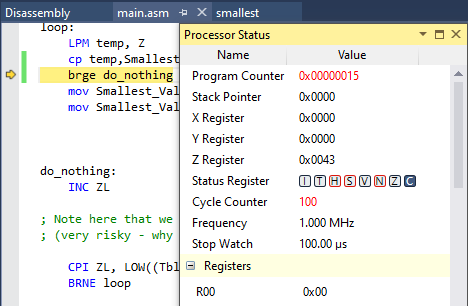 Disassembly main.asm smallest
loop:
LPM temp, Z
cp temp,Smallest
brge do_nothing
mov Smallest_Val
mov Smallest_Val
do_nothing:
INC ZL
; Note here that we
; (very risky - why
CPI ZL, LOW((Tbl
BRNE loop
Processor Status
Name Value
Program Counter 0x00000015
Stack Pointer 0x0000
X Register 0x0000
Y Register 0x0000
Z Register 0x0043
Status Register I T H S V N Z C
Cycle Counter 100
Frequency 1.000 MHz
Stop Watch 100.00 µs
Registers
R00 0x00